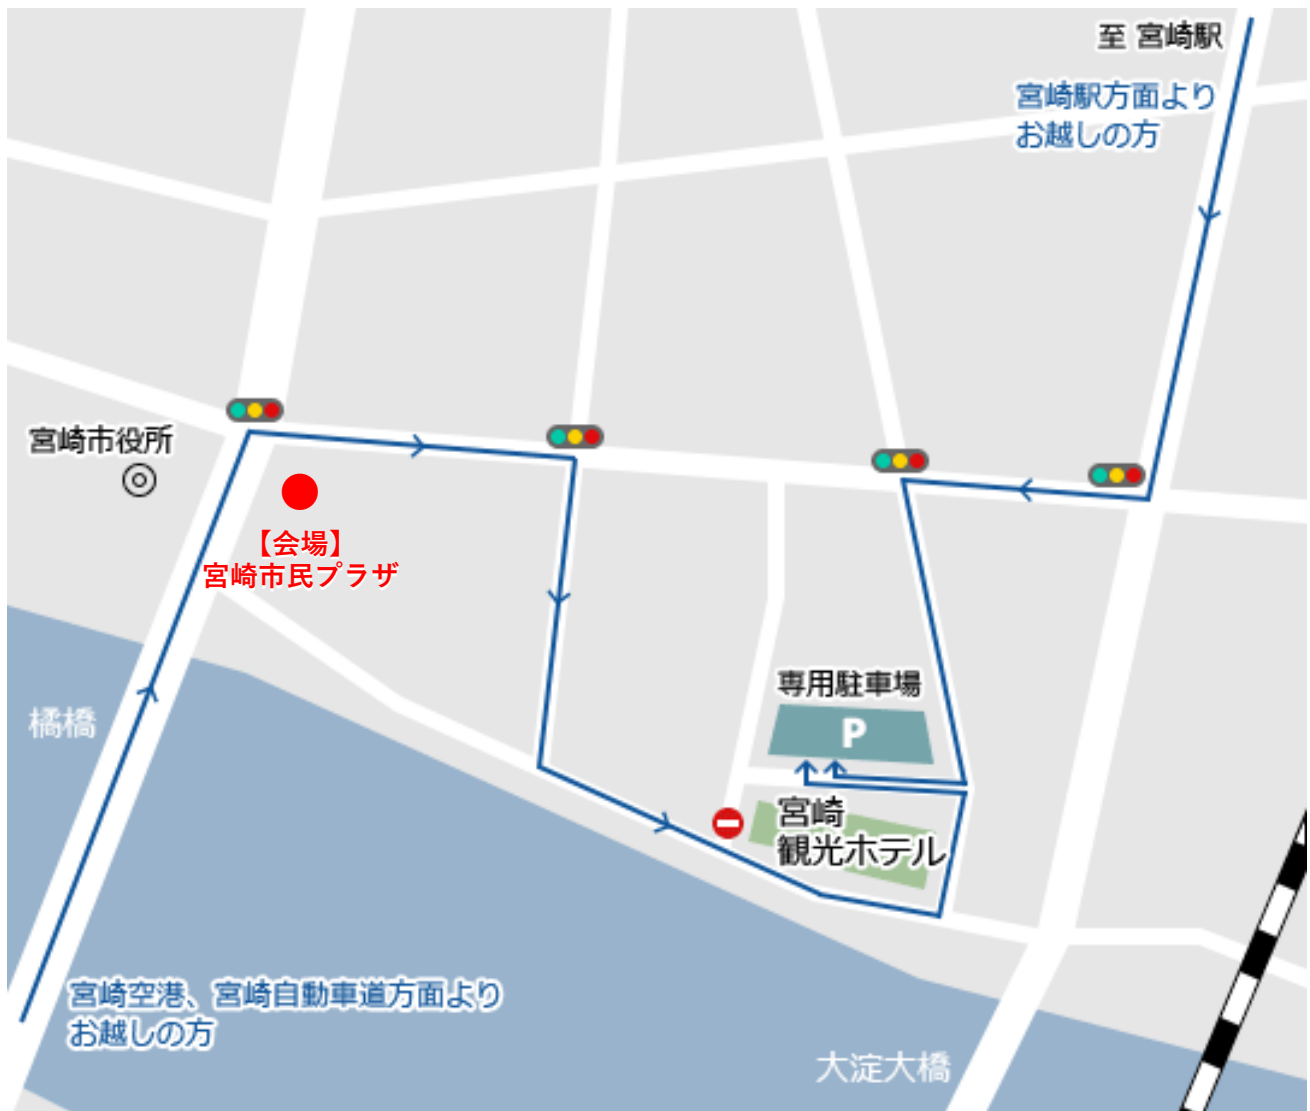 至 宮崎駅
宮崎駅方面より
お越しの方
宮崎市役所
【会場】
宮崎市民プラザ
専用駐車場
P
橘橋
宮崎
観光ホテル
宮崎空港、宮崎自動車道方面より
お越しの方
大淀大橋